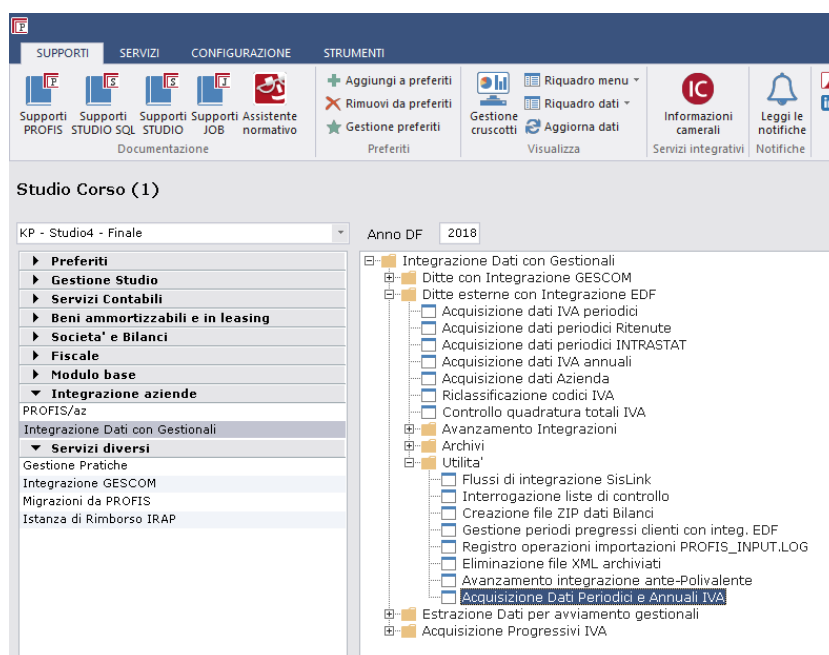 SUPPORTI SERVIZI CONFIGURAZIONE STRUMENTI
Supporti PROFIS
Supporti STUDIO SQL
Supporti STUDIO
Supporti JOB
Assistente normativo
Documentazione
Aggiungi a preferiti
Rimuovi da preferiti
Gestione preferiti
Preferiti
Gestione cruscotti
Riquadro menu
Riquadro dati
Aggiorna dati
Visualizza
IC
Informazioni camerali
Servizi integrativi
Leggi le notifiche
Notifiche
Studio Corso (1)
KP - Studio4 - Finale
Anno DF 2018
Preferiti
Gestione Studio
Servizi Contabili
Beni ammortizzabili e in leasing
Societa' e Bilanci
Fiscale
Modulo base
Integrazione aziende
PROFIS/az
Integrazione Dati con Gestionali
Servizi diversi
Gestione Pratiche
Integrazione GESCOM
Migrazioni da PROFIS
Istanza di Rimborso IRAP
Integrazione Dati con Gestionali
Ditte con Integrazione GESCOM
Ditte esterne con Integrazione EDF
Acquisizione dati IVA periodici
Acquisizione dati periodici Ritenute
Acquisizione dati periodici INTRASTAT
Acquisizione dati IVA annuali
Acquisizione dati Azienda
Riclassificazione codici IVA
Controllo quadratura totali IVA
Avanzamento Integrazioni
Archivi
Utilita'
Flussi di integrazione SisLink
Interrogazione liste di controllo
Creazione file ZIP dati Bilanci
Gestione periodi pregressi clienti con integ. EDF
Registro operazioni importazioni PROFIS_INPUT.LOG
Eliminazione file XML archiviati
Avanzamento integrazione ante-Polivalente
Acquisizione Dati Periodici e Annuali IVA
Estrazione Dati per avviamento gestionali
Acquisizione Progressivi IVA